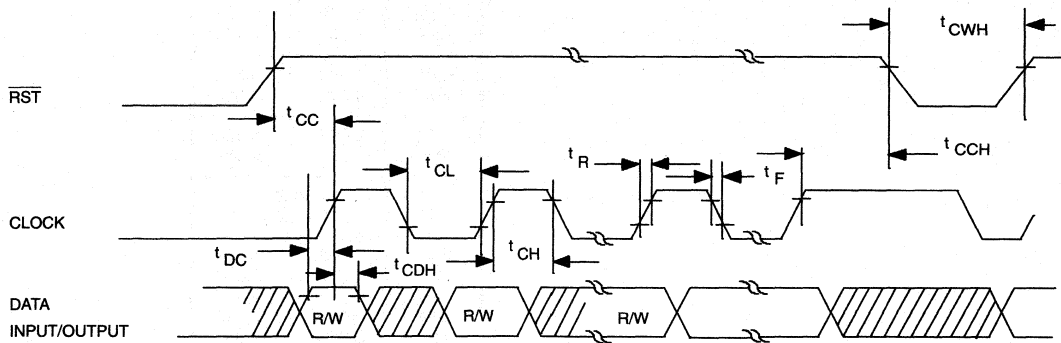 t CWH
RST
t CC
t CCH
t CL
t R
t F
CLOCK
t CH
t DC
t CDH
DATA
INPUT/OUTPUT
R/W
R/W
R/W